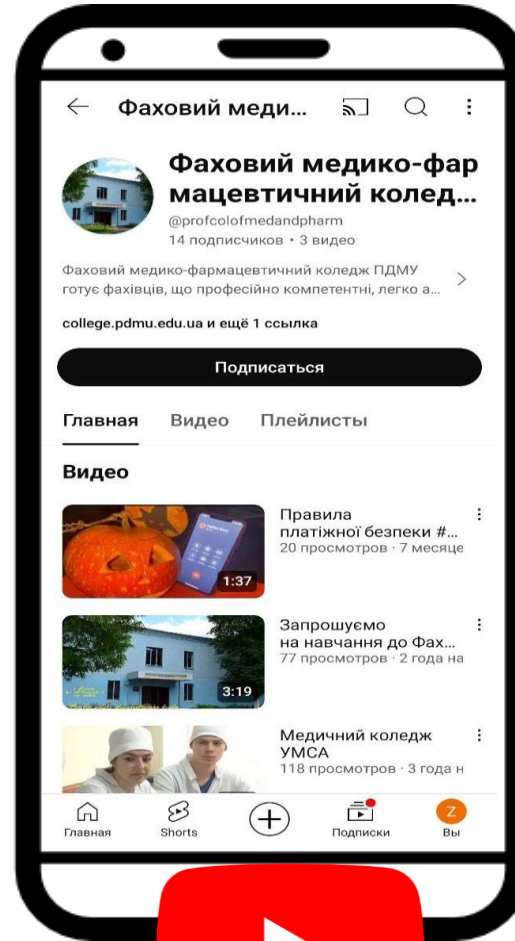 Фаховий меди...
Фаховий медико-фар
мацевтичний колед...
@profcolofmedandpharm
14 подписчиков • 3 видео
Фаховий медико-фармацевтичний коледж ПДМУ
готує фахівців, що професійно компетентні, легко а...
college.pdmu.edu.ua и ещё 1 ссылка
Подписаться
Главная Видео Плейлисты
Видео
Правила
платіжної безпеки #...
20 просмотров · 7 месяце
1:37
Запрошуємо
на навчання до Фах...
77 просмотров · 2 года на
3:19
Медичний коледж
УМСА
118 просмотров · 3 года н
Z
Главная Shorts Подписки Вы